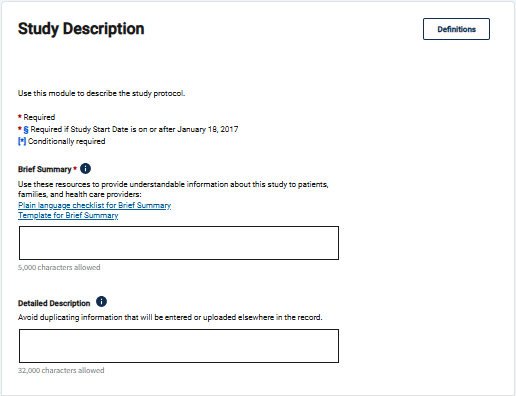 Study Description
Definitions
Use this module to describe the study protocol.
* Required
* § Required if Study Start Date is on or after January 18, 2017
[*] Conditionally required
Brief Summary * i
Use these resources to provide understandable information about this study to patients,
families, and health care providers:
Plain language checklist for Brief Summary
Template for Brief Summary
5,000 characters allowed
Detailed Description i
Avoid duplicating information that will be entered or uploaded elsewhere in the record.
32,000 characters allowed